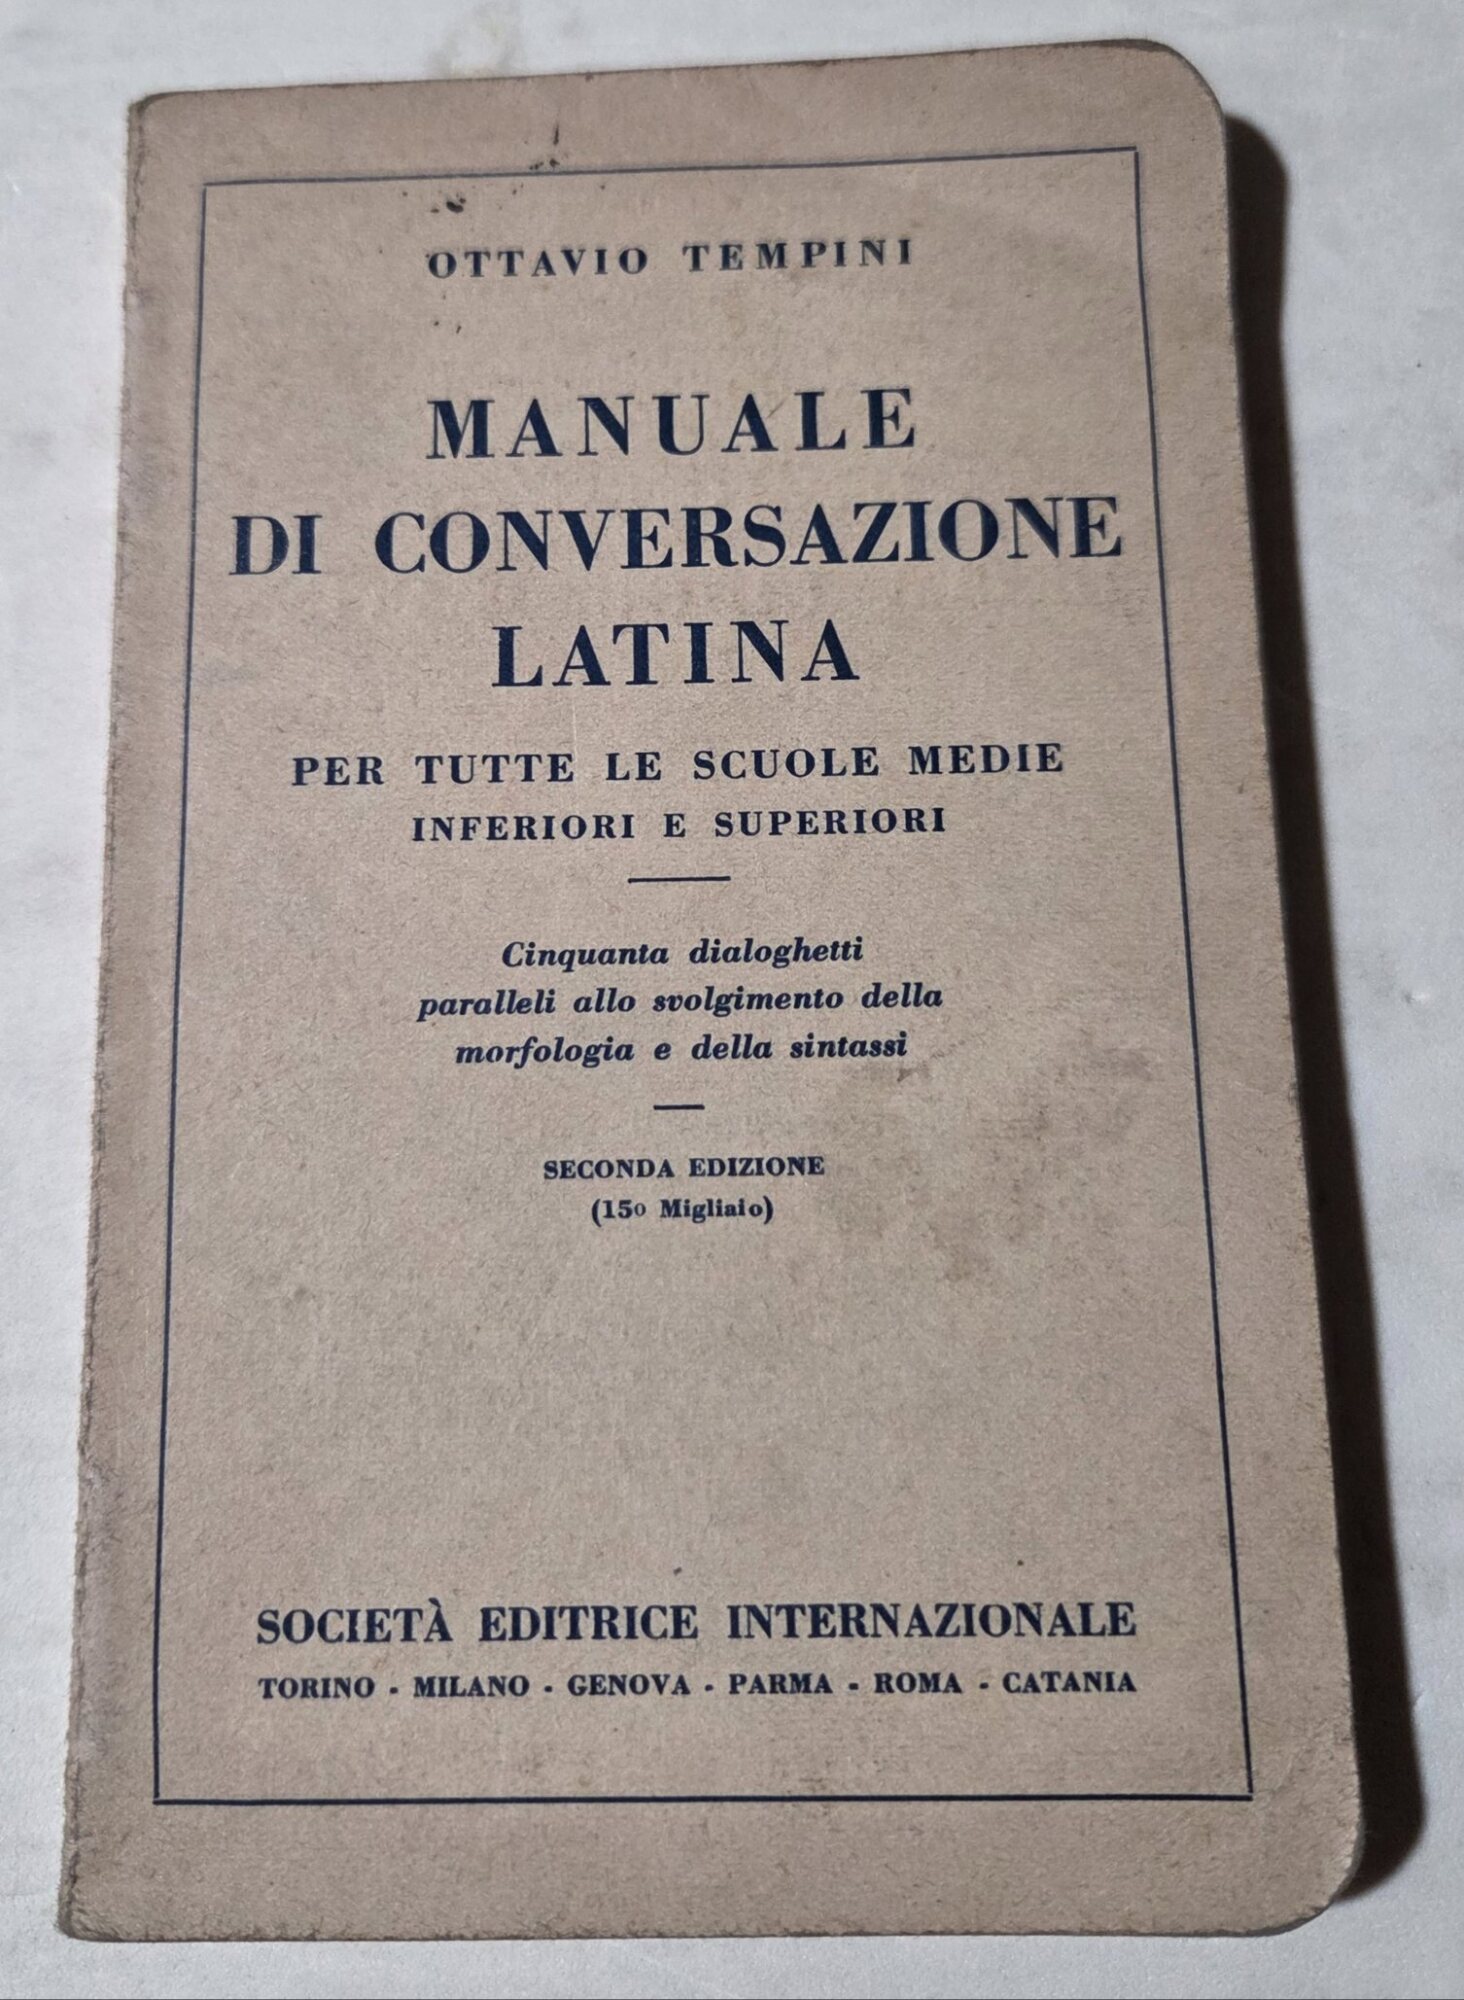 OTTAVIO TEMPINI
MANUALE
DI CONVERSAZIONE
LATINA
PER TUTTE LE SCUOLE MEDIE
INFERIORI E SUPERIORI
Cinquanta dialoghetti
paralleli allo svolgimento della
morfologia e della sintassi
SECONDA EDIZIONE
(15o Migliaio)
SOCIETÀ EDITRICE INTERNAZIONALE
TORINO - MILANO - GENOVA - PARMA - ROMA - CATANIA